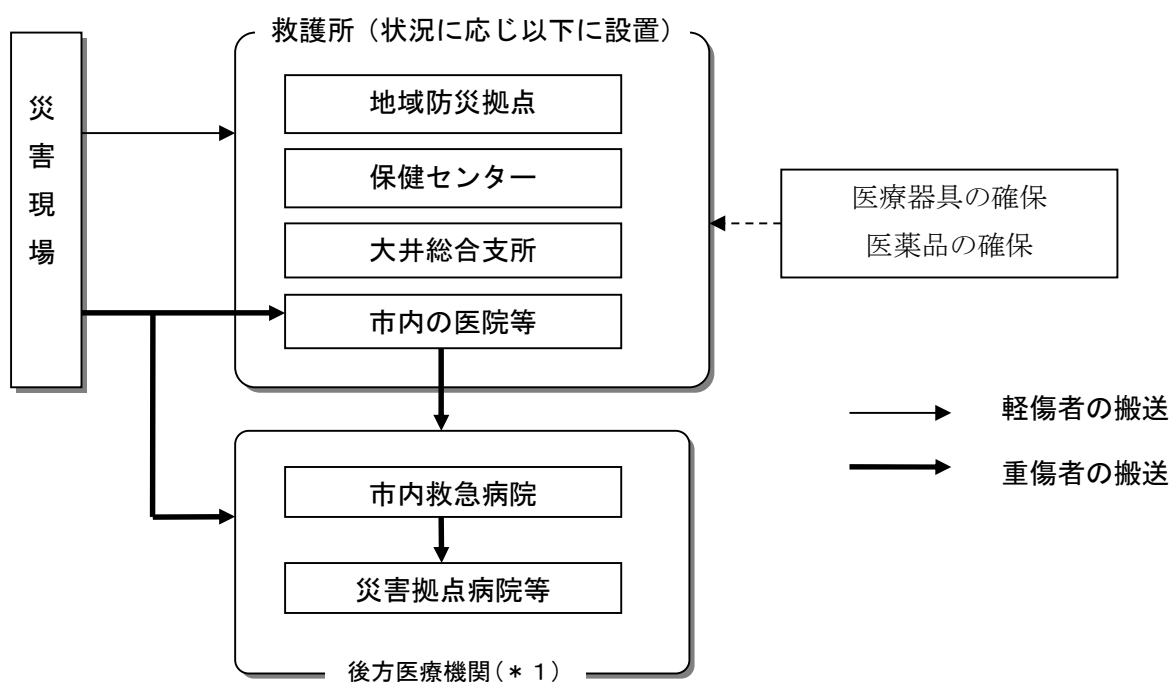 救護所（状況に応じ以下に設置）
災害現場
地域防災拠点
保健センター
大井総合支所
市内の医院等
医療器具の確保
医薬品の確保
軽傷者の搬送
重傷者の搬送
市内救急病院
災害拠点病院等
後方医療機関（＊１）